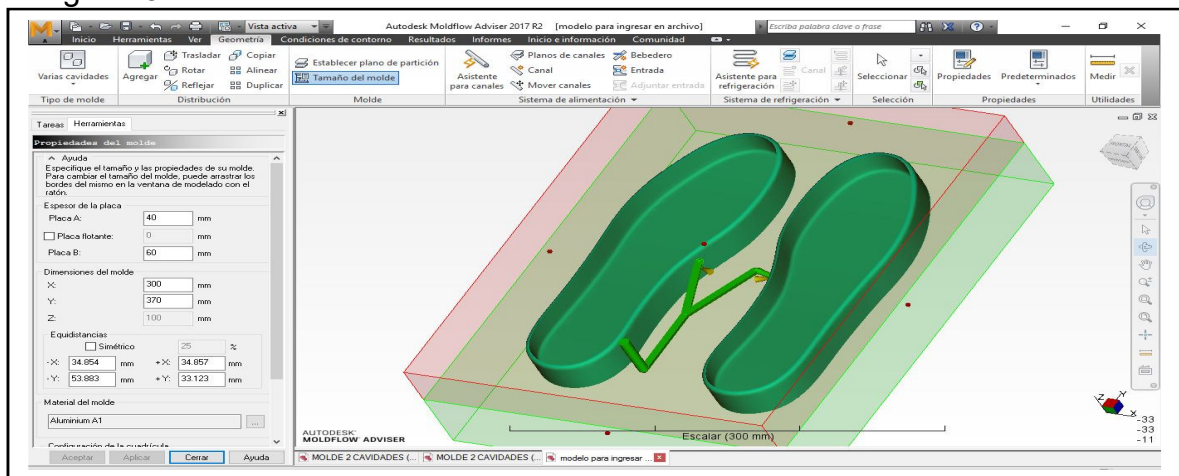 Vista activa
Autodesk Moldflow Adviser 2017 R2 [modelo para ingresar en archivo]
Escriba palabra clave o frase
Inicio Herramientas Ver Geometría Condiciones de contorno Resultados Informes Inicio e información Comunidad
Varias cavidades
Agregar
Trasladar
Copiar
Rotar
Alinear
Reflejar
Duplicar
Establecer plano de partición
Tamaño del molde
Asistente para canales
Planos de canales
Bebedero
Canal
Entrada
Mover canales
Adjuntar entrada
Asistente para refrigeración
Canal
Seleccionar
Propiedades
Predeterminados
Medir
Tipo de molde
Distribución
Molde
Sistema de alimentación
Sistema de refrigeración
Selección
Propiedades
Utilidades
Tareas Herramientas
Propiedades del molde
Ayuda
Especifique el tamaño y las propiedades de su molde.
Para cambiar el tamaño del molde, puede arrastrar los
bordes del mismo en la ventana de modelado con el
ratón.
Espesor de la placa
Placa A: 40 mm
Placa flotante: 0 mm
Placa B: 60 mm
Dimensiones del molde
X: 300 mm
Y: 370 mm
Z: 100 mm
Equidistancias
Simétrico 25 %
-X: 34.854 mm +X: 34.857 mm
-Y: 53.883 mm +Y: 33.123 mm
Material del molde
Aluminium A1 ...
Configuración de la cuadrícula
Aceptar Aplicar Cerrar Ayuda
AUTODESK
MOLDFLOW ADVISER
Escalar (300 mm)
Z Y X
-33
-33
-11
MOLDE 2 CAVIDADES (... MOLDE 2 CAVIDADES (... modelo para ingresar ...